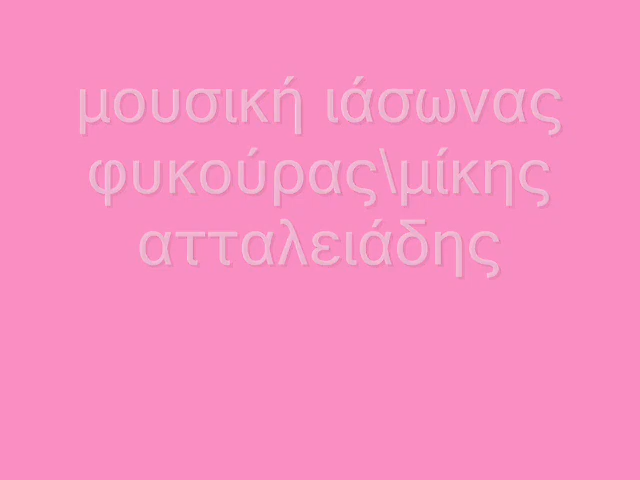 μουσική ιάσωνας
φυκούρας\μίκης
ατταλειάδης